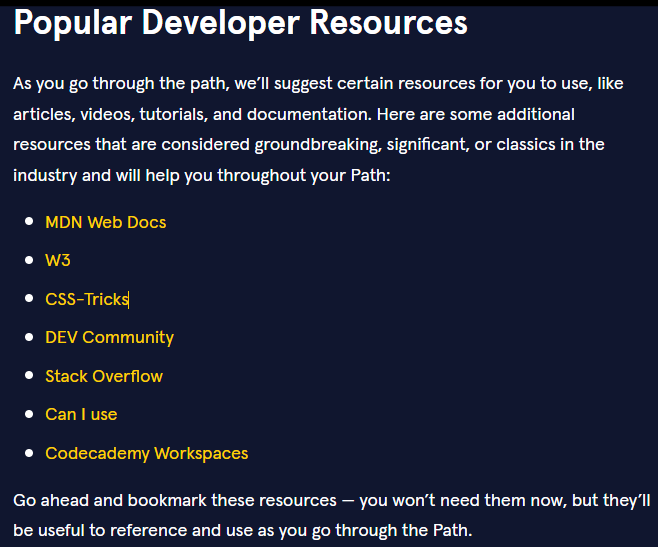 Popular Developer Resources
As you go through the path, we’ll suggest certain resources for you to use, like
articles, videos, tutorials, and documentation. Here are some additional
resources that are considered groundbreaking, significant, or classics in the
industry and will help you throughout your Path:
MDN Web Docs
W3
CSS-Tricks
DEV Community
Stack Overflow
Can I use
Codecademy Workspaces
Go ahead and bookmark these resources — you won’t need them now, but they’ll
be useful to reference and use as you go through the Path.